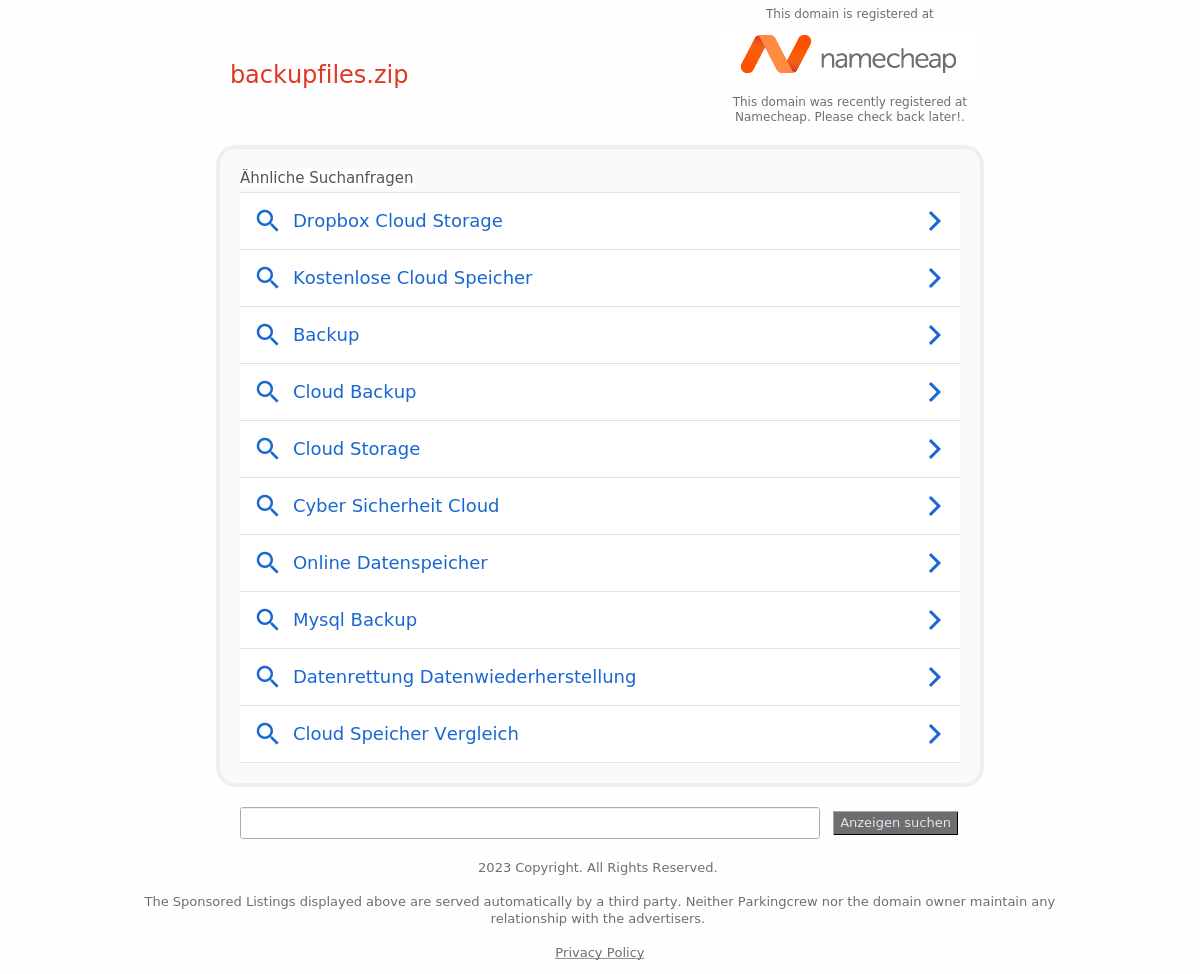 This domain is registered at
namecheap
backupfiles.zip
This domain was recently registered at
Namecheap. Please check back later!.
Ähnliche Suchanfragen
Dropbox Cloud Storage
Kostenlose Cloud Speicher
Backup
Cloud Backup
Cloud Storage
Cyber Sicherheit Cloud
Online Datenspeicher
Mysql Backup
Datenrettung Datenwiederherstellung
Cloud Speicher Vergleich
Anzeigen suchen
2023 Copyright. All Rights Reserved.
The Sponsored Listings displayed above are served automatically by a third party. Neither Parkingcrew nor the domain owner maintain any
relationship with the advertisers.
Privacy Policy